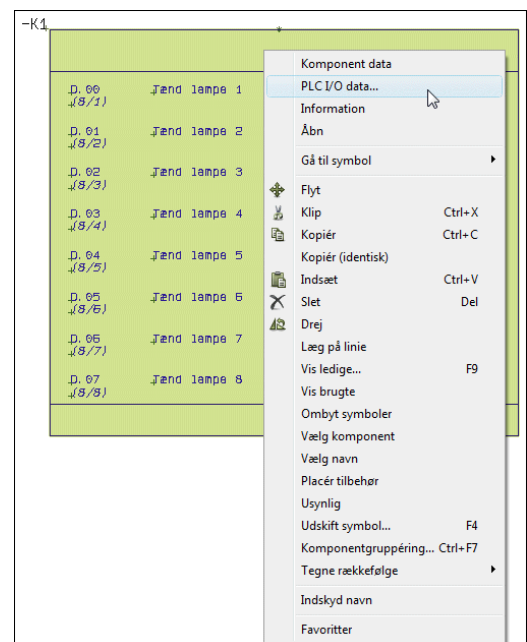 -K1
D. 00 Tænd lampe 1
(8/1)
D. 01 Tænd lampe 2
(8/2)
D. 02 Tænd lampe 3
(8/3)
D. 03 Tænd lampe 4
(8/4)
D. 04 Tænd lampe 5
(8/5)
D. 05 Tænd lampe 6
(8/6)
D. 06 Tænd lampe 7
(8/7)
D. 07 Tænd lampe 8
(8/8)
Komponent data
PLC I/O data...
Information
Åbn
Gå til symbol
Flyt
Klip Ctrl+X
Kopiér Ctrl+C
Kopiér (identisk)
Indsæt Ctrl+V
Slet Del
Drej
Læg på linie
Vis ledige... F9
Vis brugte
Ombyt symboler
Vælg komponent
Vælg navn
Placér tilbehør
Usynlig
Udskift symbol... F4
Komponentgruppéring... Ctrl+F7
Tegne rækkefølge
Indskyd navn
Favoritter